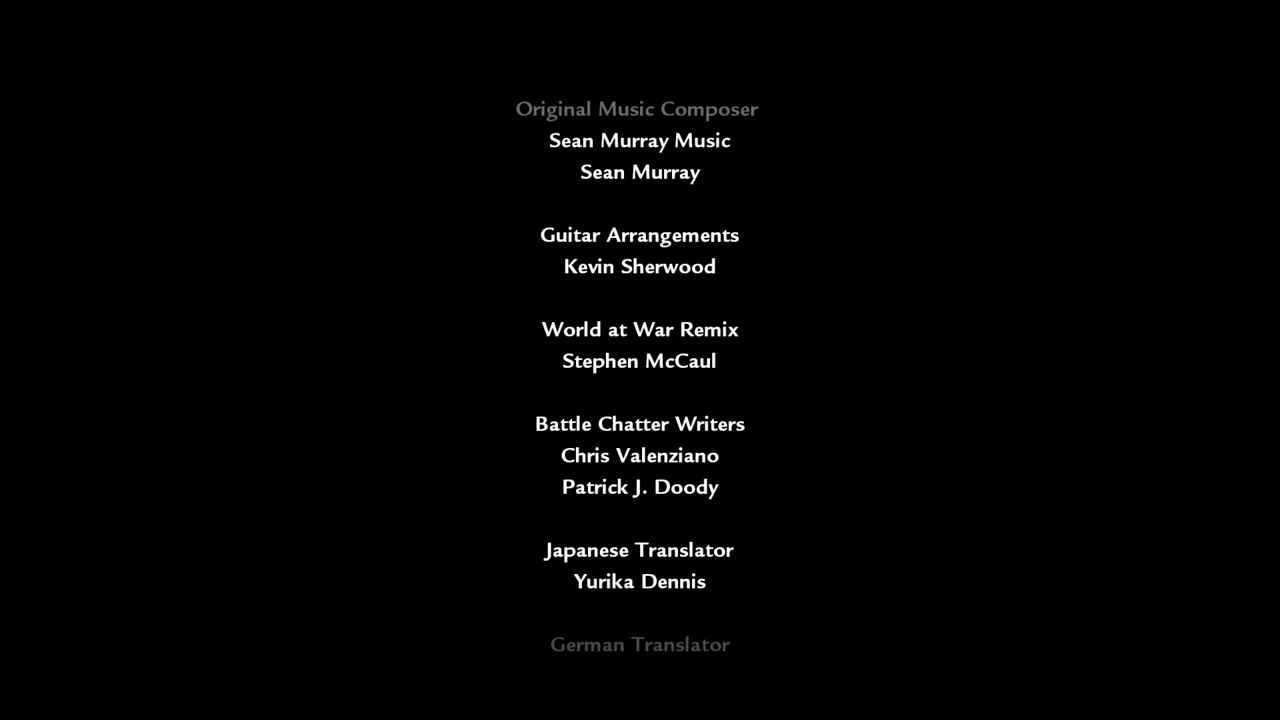 Original Music Composer
Sean Murray Music
Sean Murray
Guitar Arrangements
Kevin Sherwood
World at War Remix
Stephen McCaul
Battle Chatter Writers
Chris Valenziano
Patrick J. Doody
Japanese Translator
Yurika Dennis
German Translator